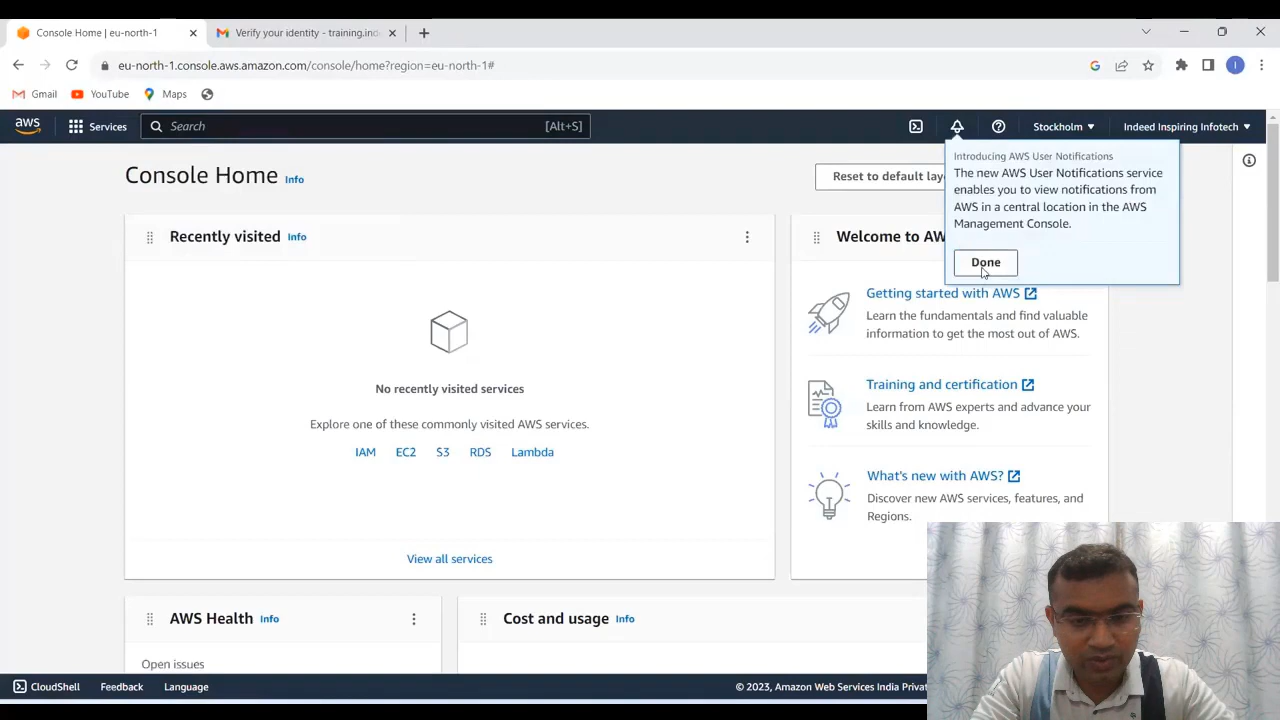 Console Home | eu-north-1
Verify your identity - training.ind
eu-north-1.console.aws.amazon.com/console/home?region=eu-north-1#
Gmail
YouTube
Maps
I
aws
Services
Search
[Alt+S]
Stockholm
Indeed Inspiring Infotech
Console Home Info
Reset to default lay
Introducing AWS User Notifications
The new AWS User Notifications service
enables you to view notifications from
AWS in a central location in the AWS
Management Console.
Done
Recently visited Info
No recently visited services
Explore one of these commonly visited AWS services.
IAM EC2 S3 RDS Lambda
View all services
Welcome to AW
Getting started with AWS
Learn the fundamentals and find valuable
information to get the most out of AWS.
Training and certification
Learn from AWS experts and advance your
skills and knowledge.
What's new with AWS?
Discover new AWS services, features, and
Regions.
AWS Health Info
Open issues
Cost and usage Info
CloudShell
Feedback
Language
© 2023, Amazon Web Services India Privat